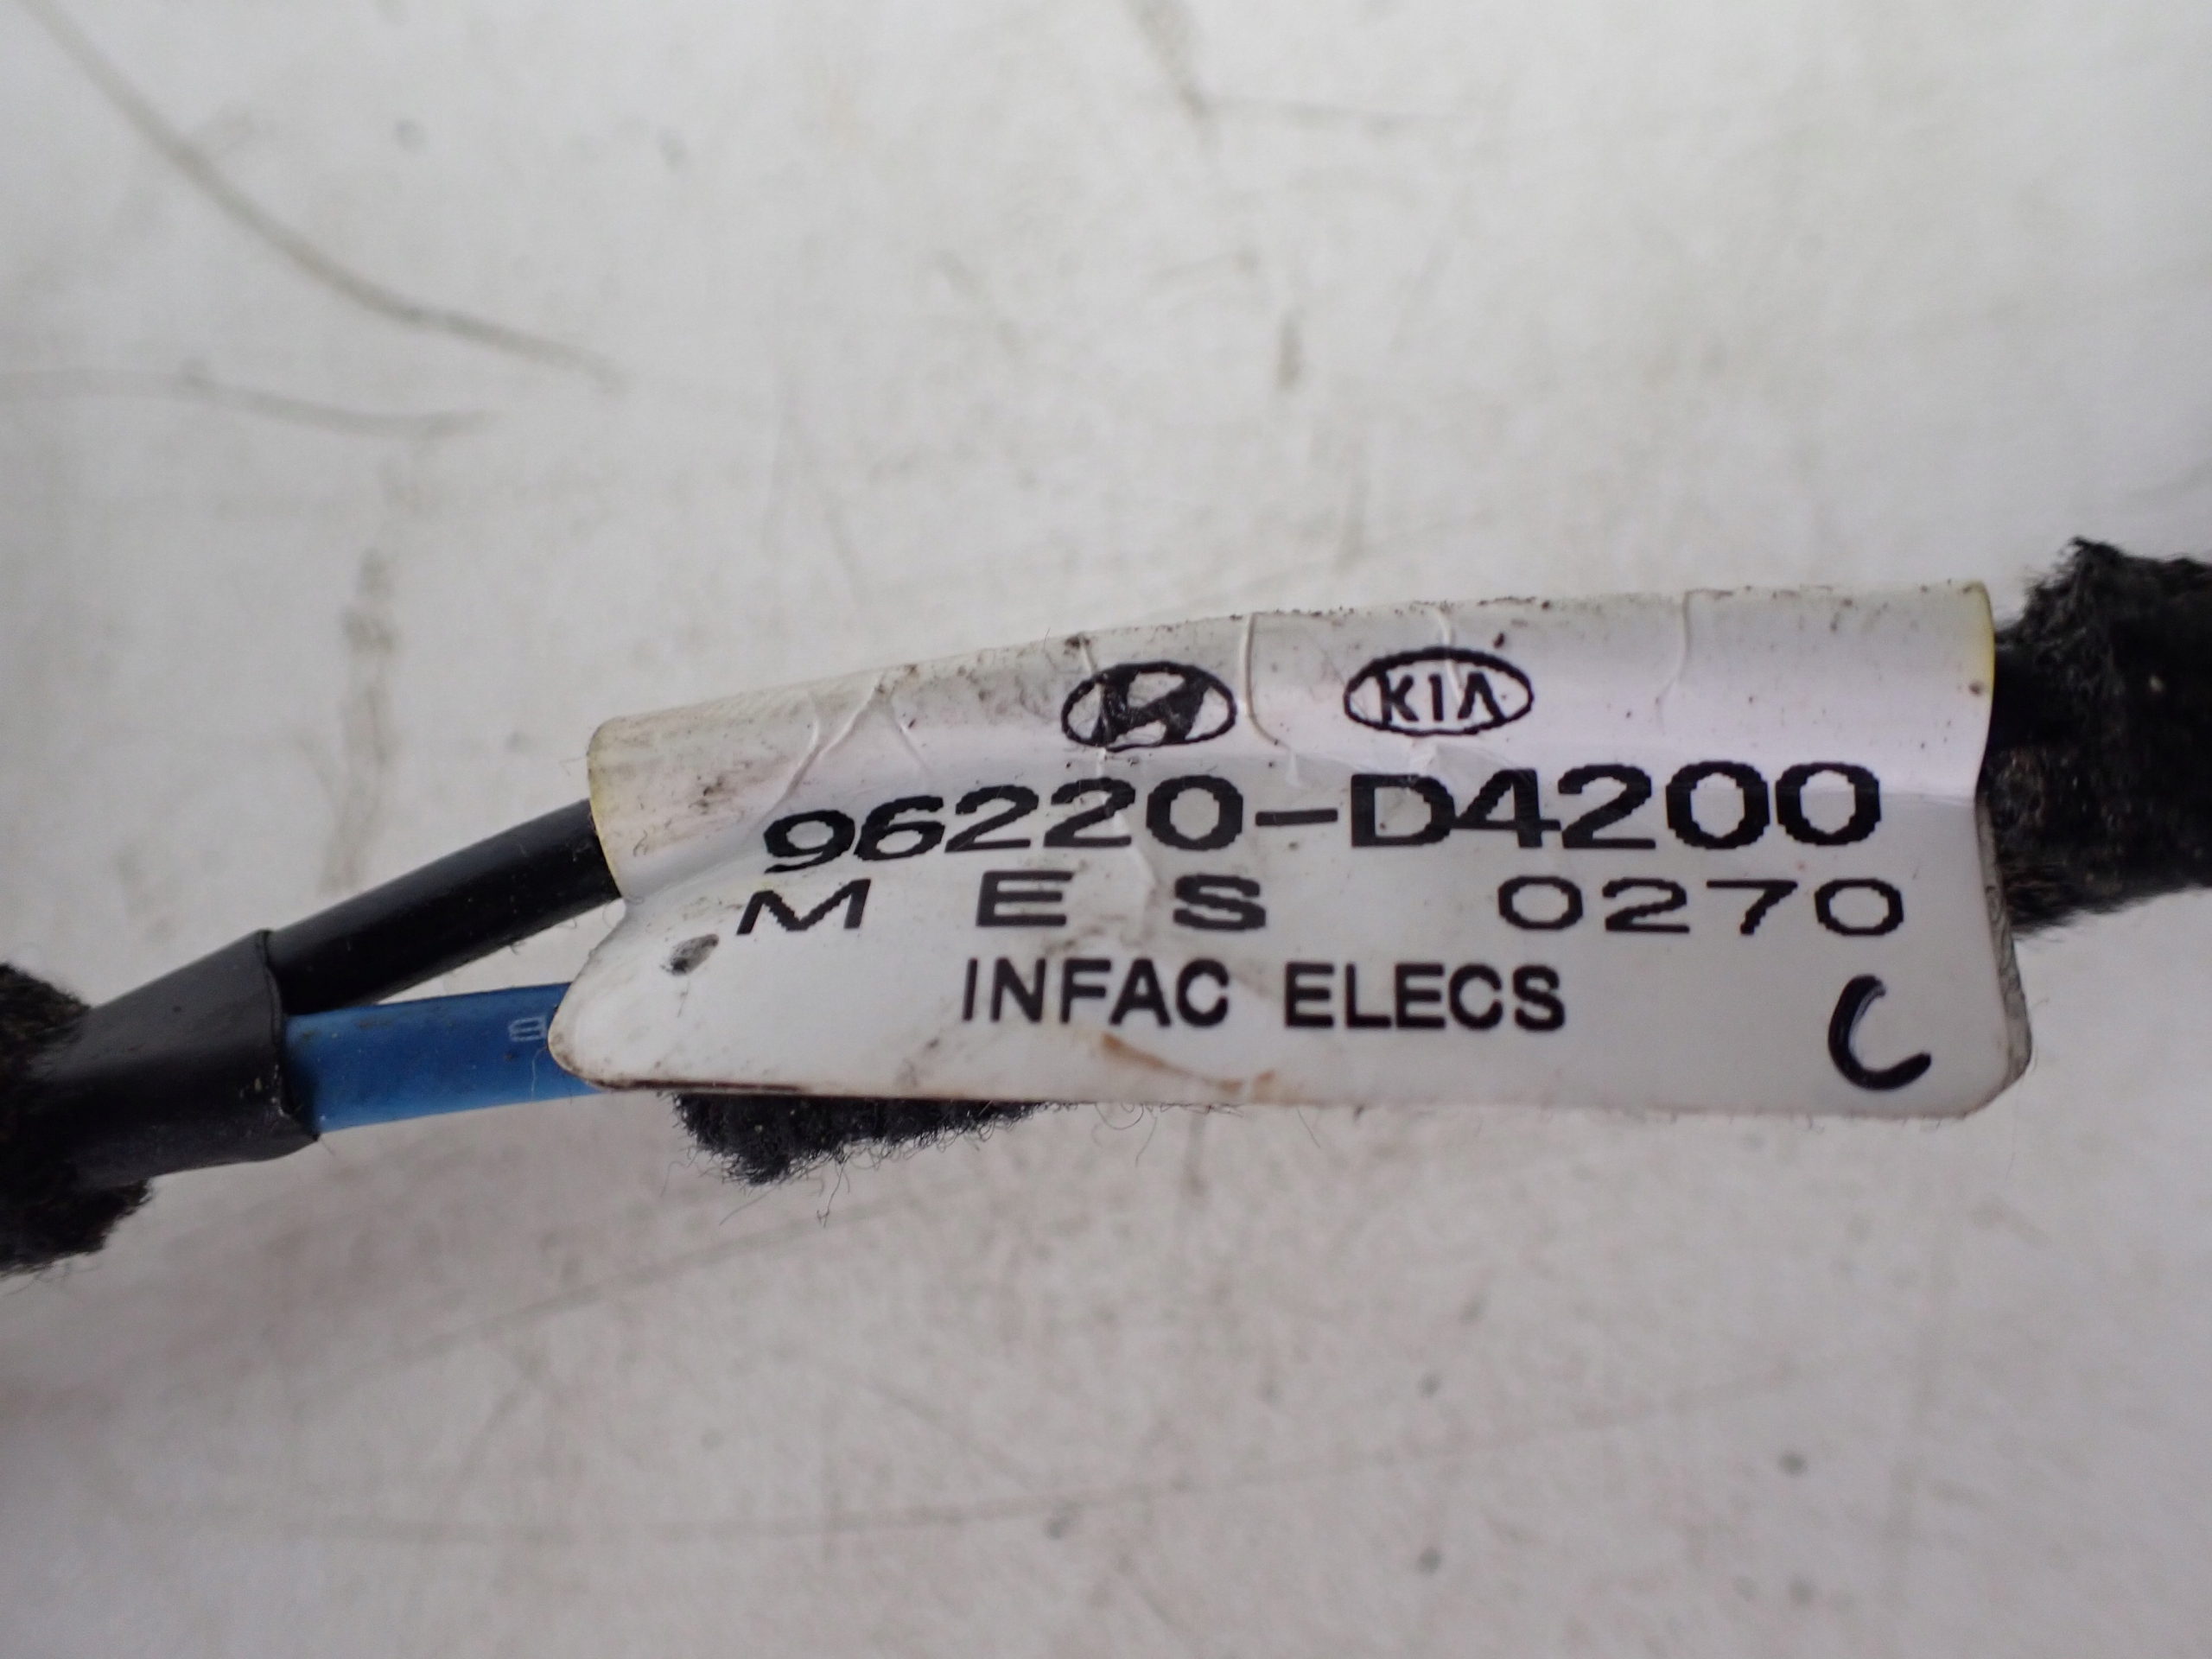 KIA
96220-D4200
M E S 0270
INFAC ELECS
C